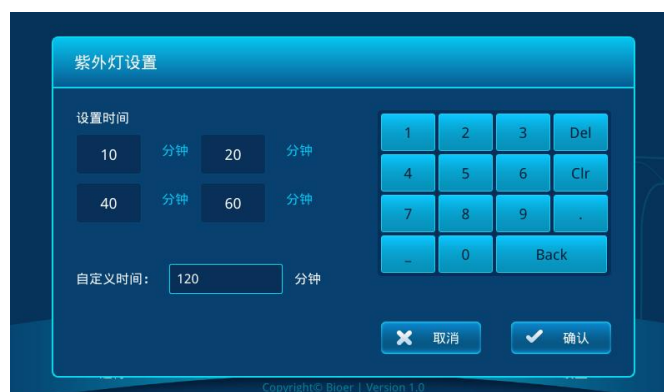 紫外灯设置
设置时间
10 分钟 20 分钟
40 分钟 60 分钟
自定义时间： 120 分钟
1 2 3 Del
4 5 6 Clr
7 8 9 .
_ 0 Back
取消 确认
Copyright© Bioer | Version 1.0